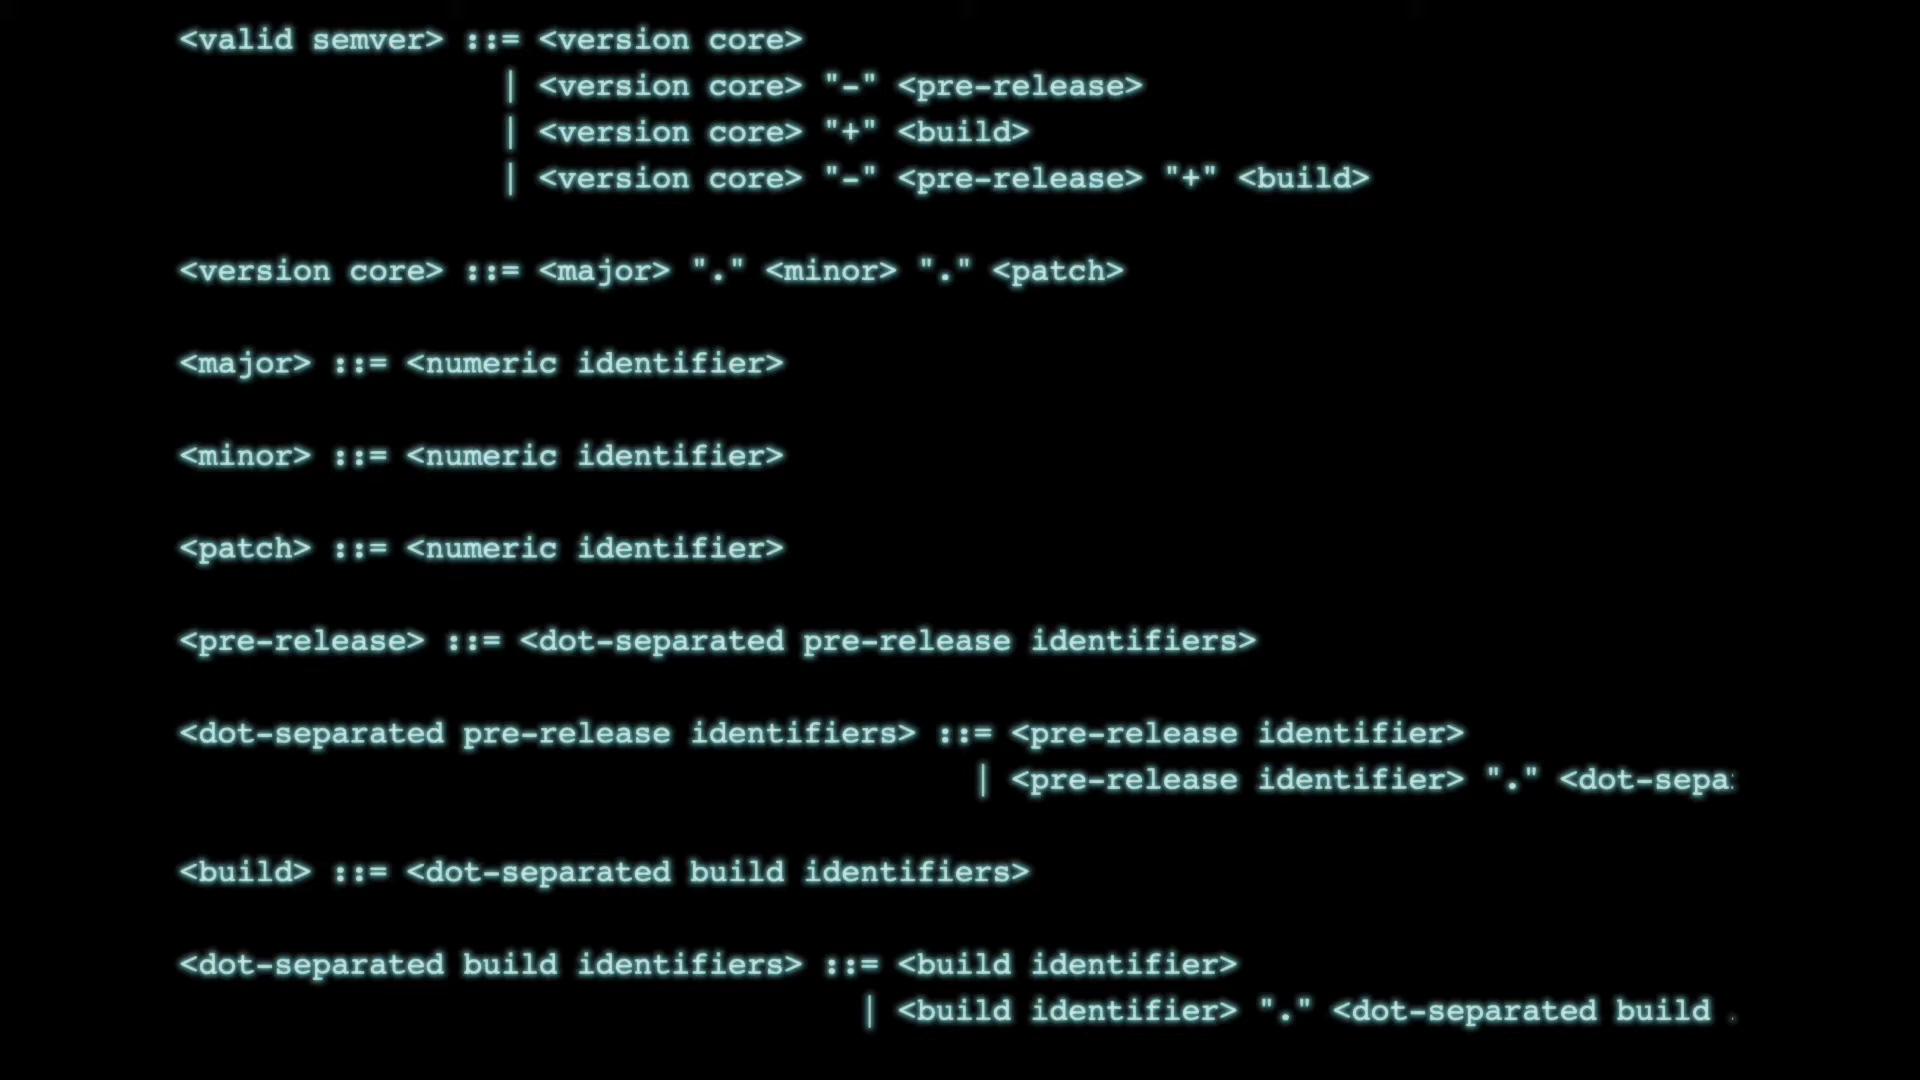 <valid semver> ::= <version core>
| <version core> "-" <pre-release>
| <version core> "+" <build>
| <version core> "-" <pre-release> "+" <build>
<version core> ::= <major> "." <minor> "." <patch>
<major> ::= <numeric identifier>
<minor> ::= <numeric identifier>
<patch> ::= <numeric identifier>
<pre-release> ::= <dot-separated pre-release identifiers>
<dot-separated pre-release identifiers> ::= <pre-release identifier>
| <pre-release identifier> "." <dot-sepa
<build> ::= <dot-separated build identifiers>
<dot-separated build identifiers> ::= <build identifier>
| <build identifier> "." <dot-separated build